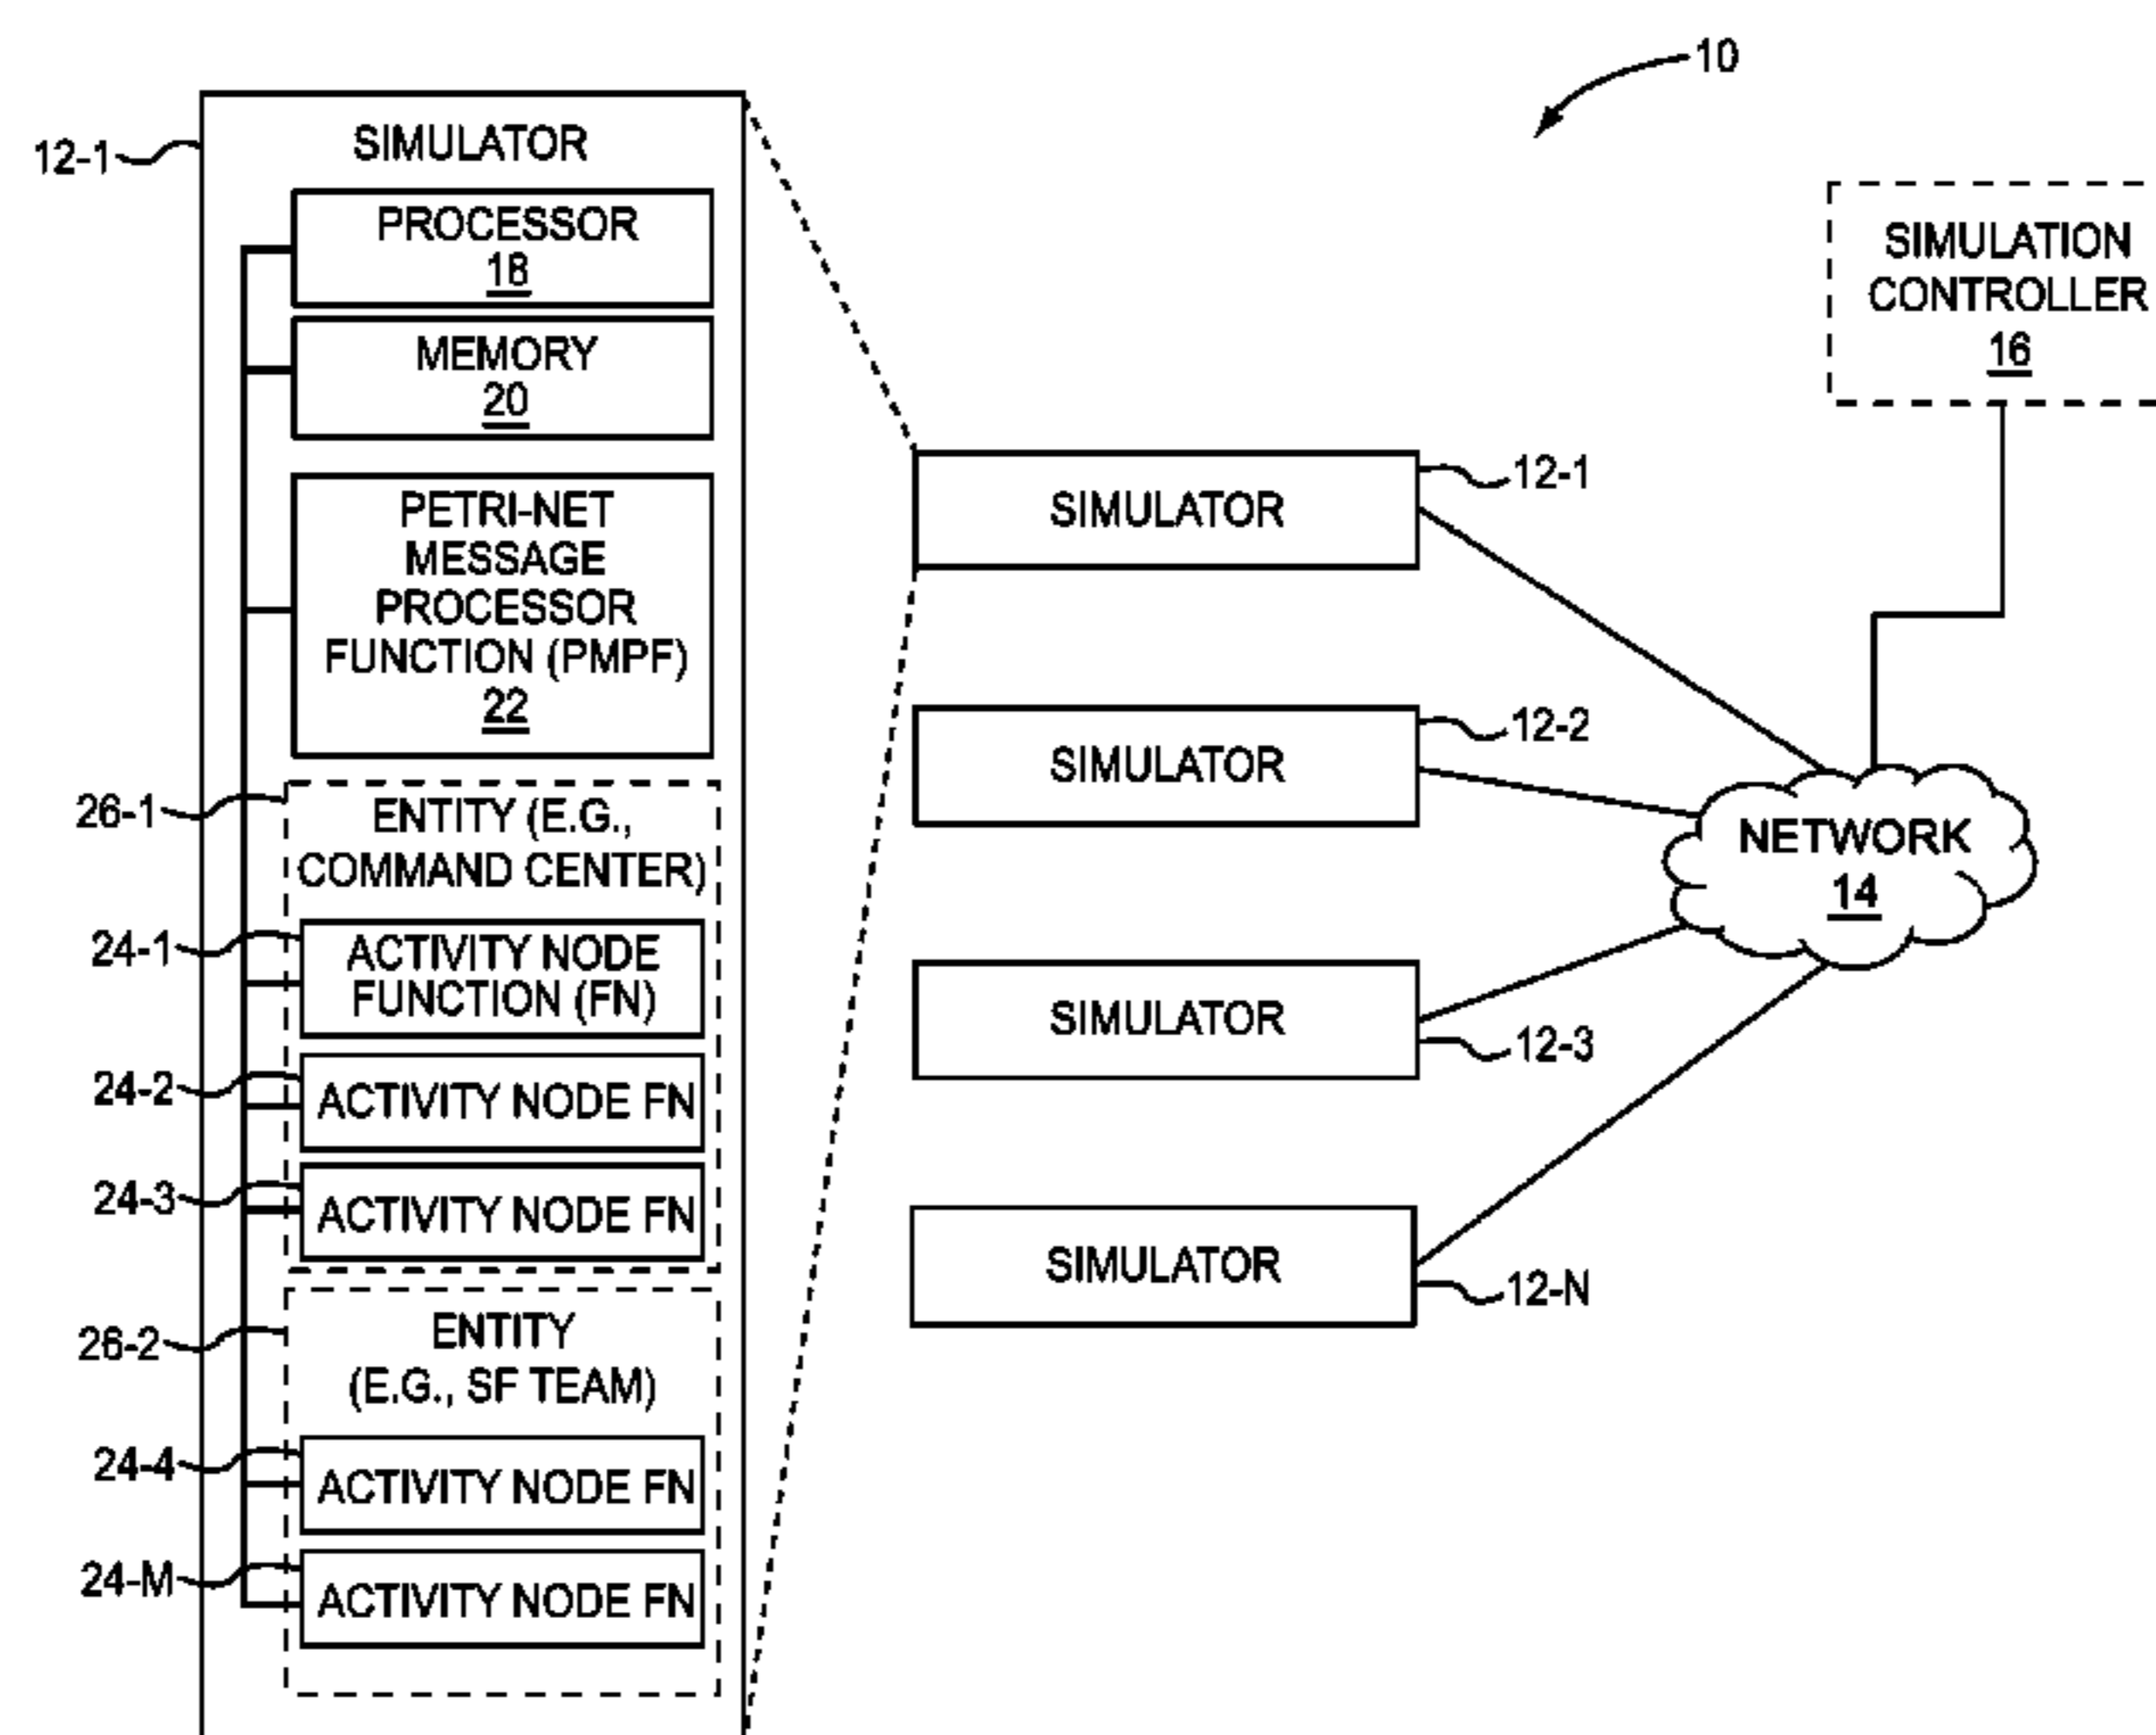 10
12-1
SIMULATOR
PROCESSOR
18
MEMORY
20
PETRI-NET
MESSAGE
PROCESSOR
FUNCTION (PMPF)
22
26-1
ENTITY (E.G.,
COMMAND CENTER)
24-1
ACTIVITY NODE
FUNCTION (FN)
24-2
ACTIVITY NODE FN
24-3
ACTIVITY NODE FN
26-2
ENTITY
(E.G., SF TEAM)
24-4
ACTIVITY NODE FN
24-M
ACTIVITY NODE FN
SIMULATOR
12-1
SIMULATOR
12-2
SIMULATOR
12-3
SIMULATOR
12-N
SIMULATION
CONTROLLER
16
NETWORK
14